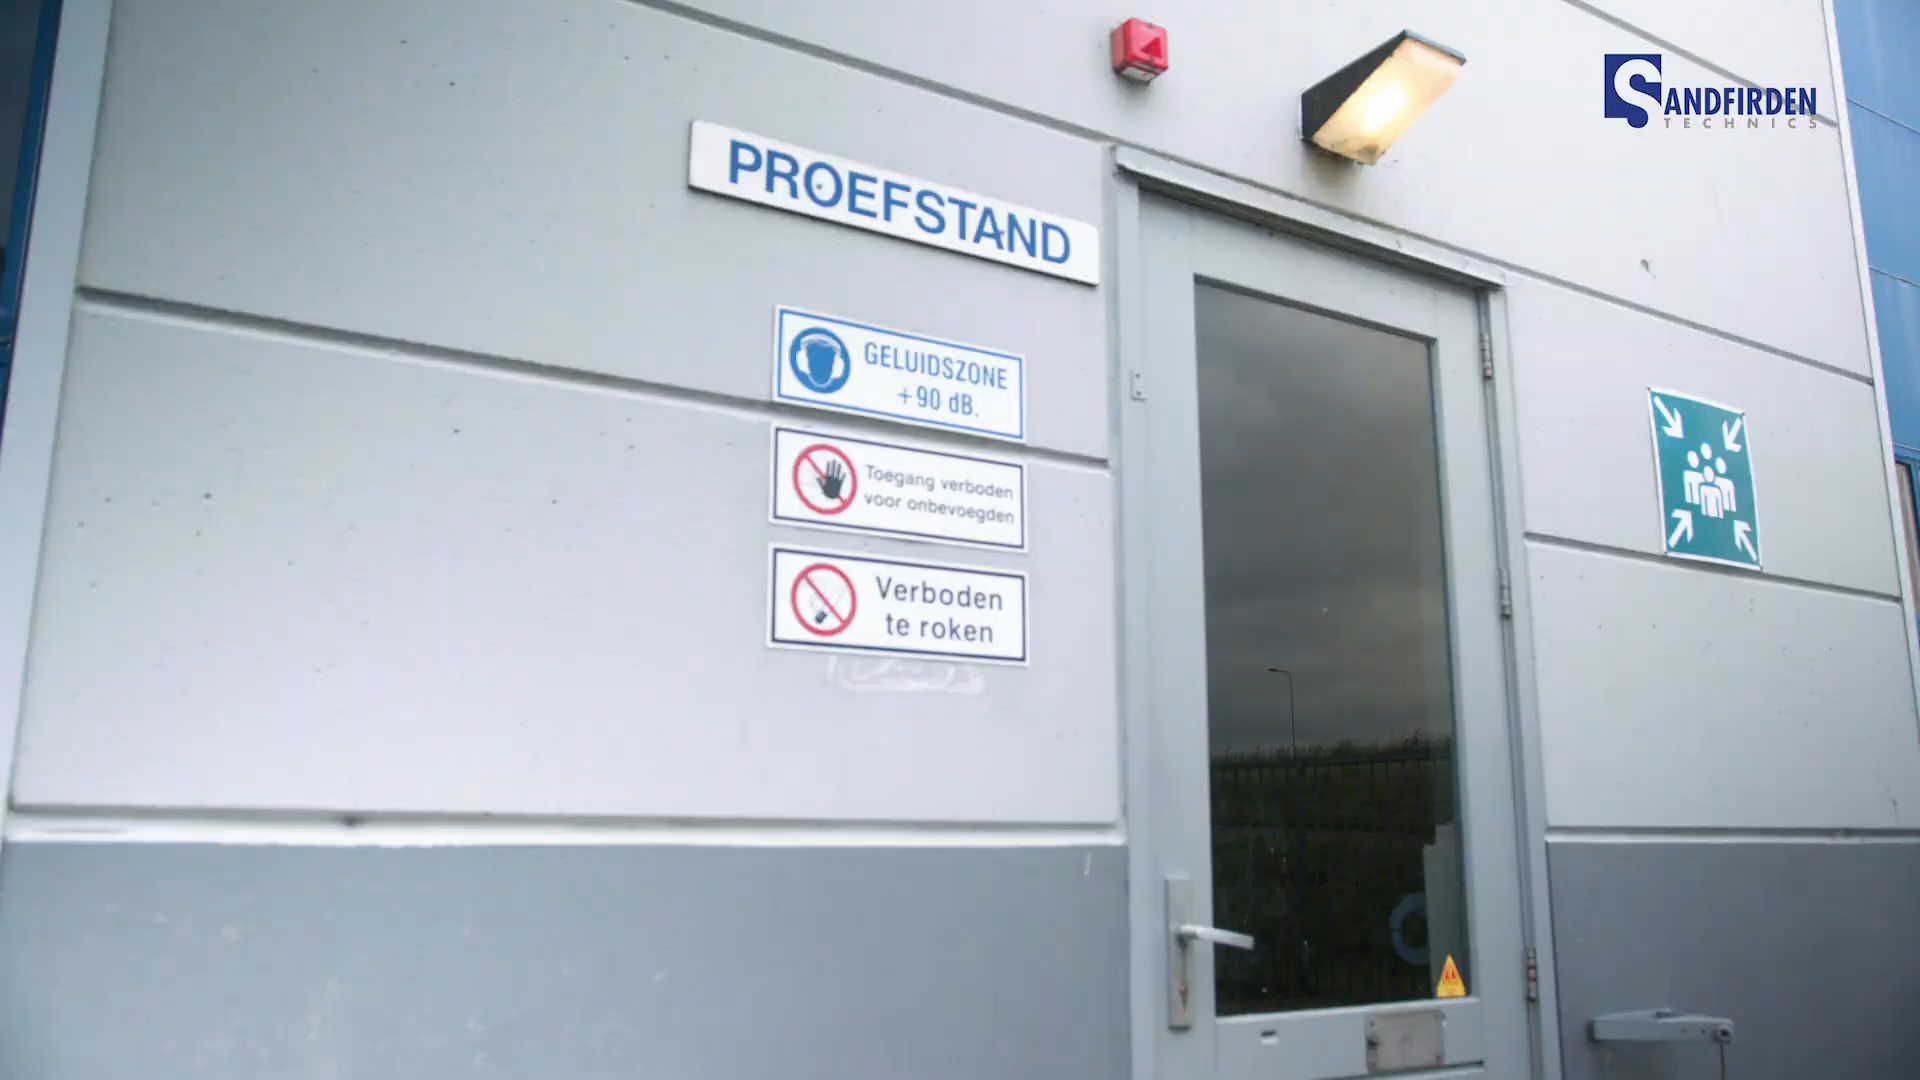 SANDFIRDEN
TECHNICS
PROEFSTAND
GELUIDSZONE
+90 dB.
Toegang verboden
voor onbevoegden
Verboden
te roken